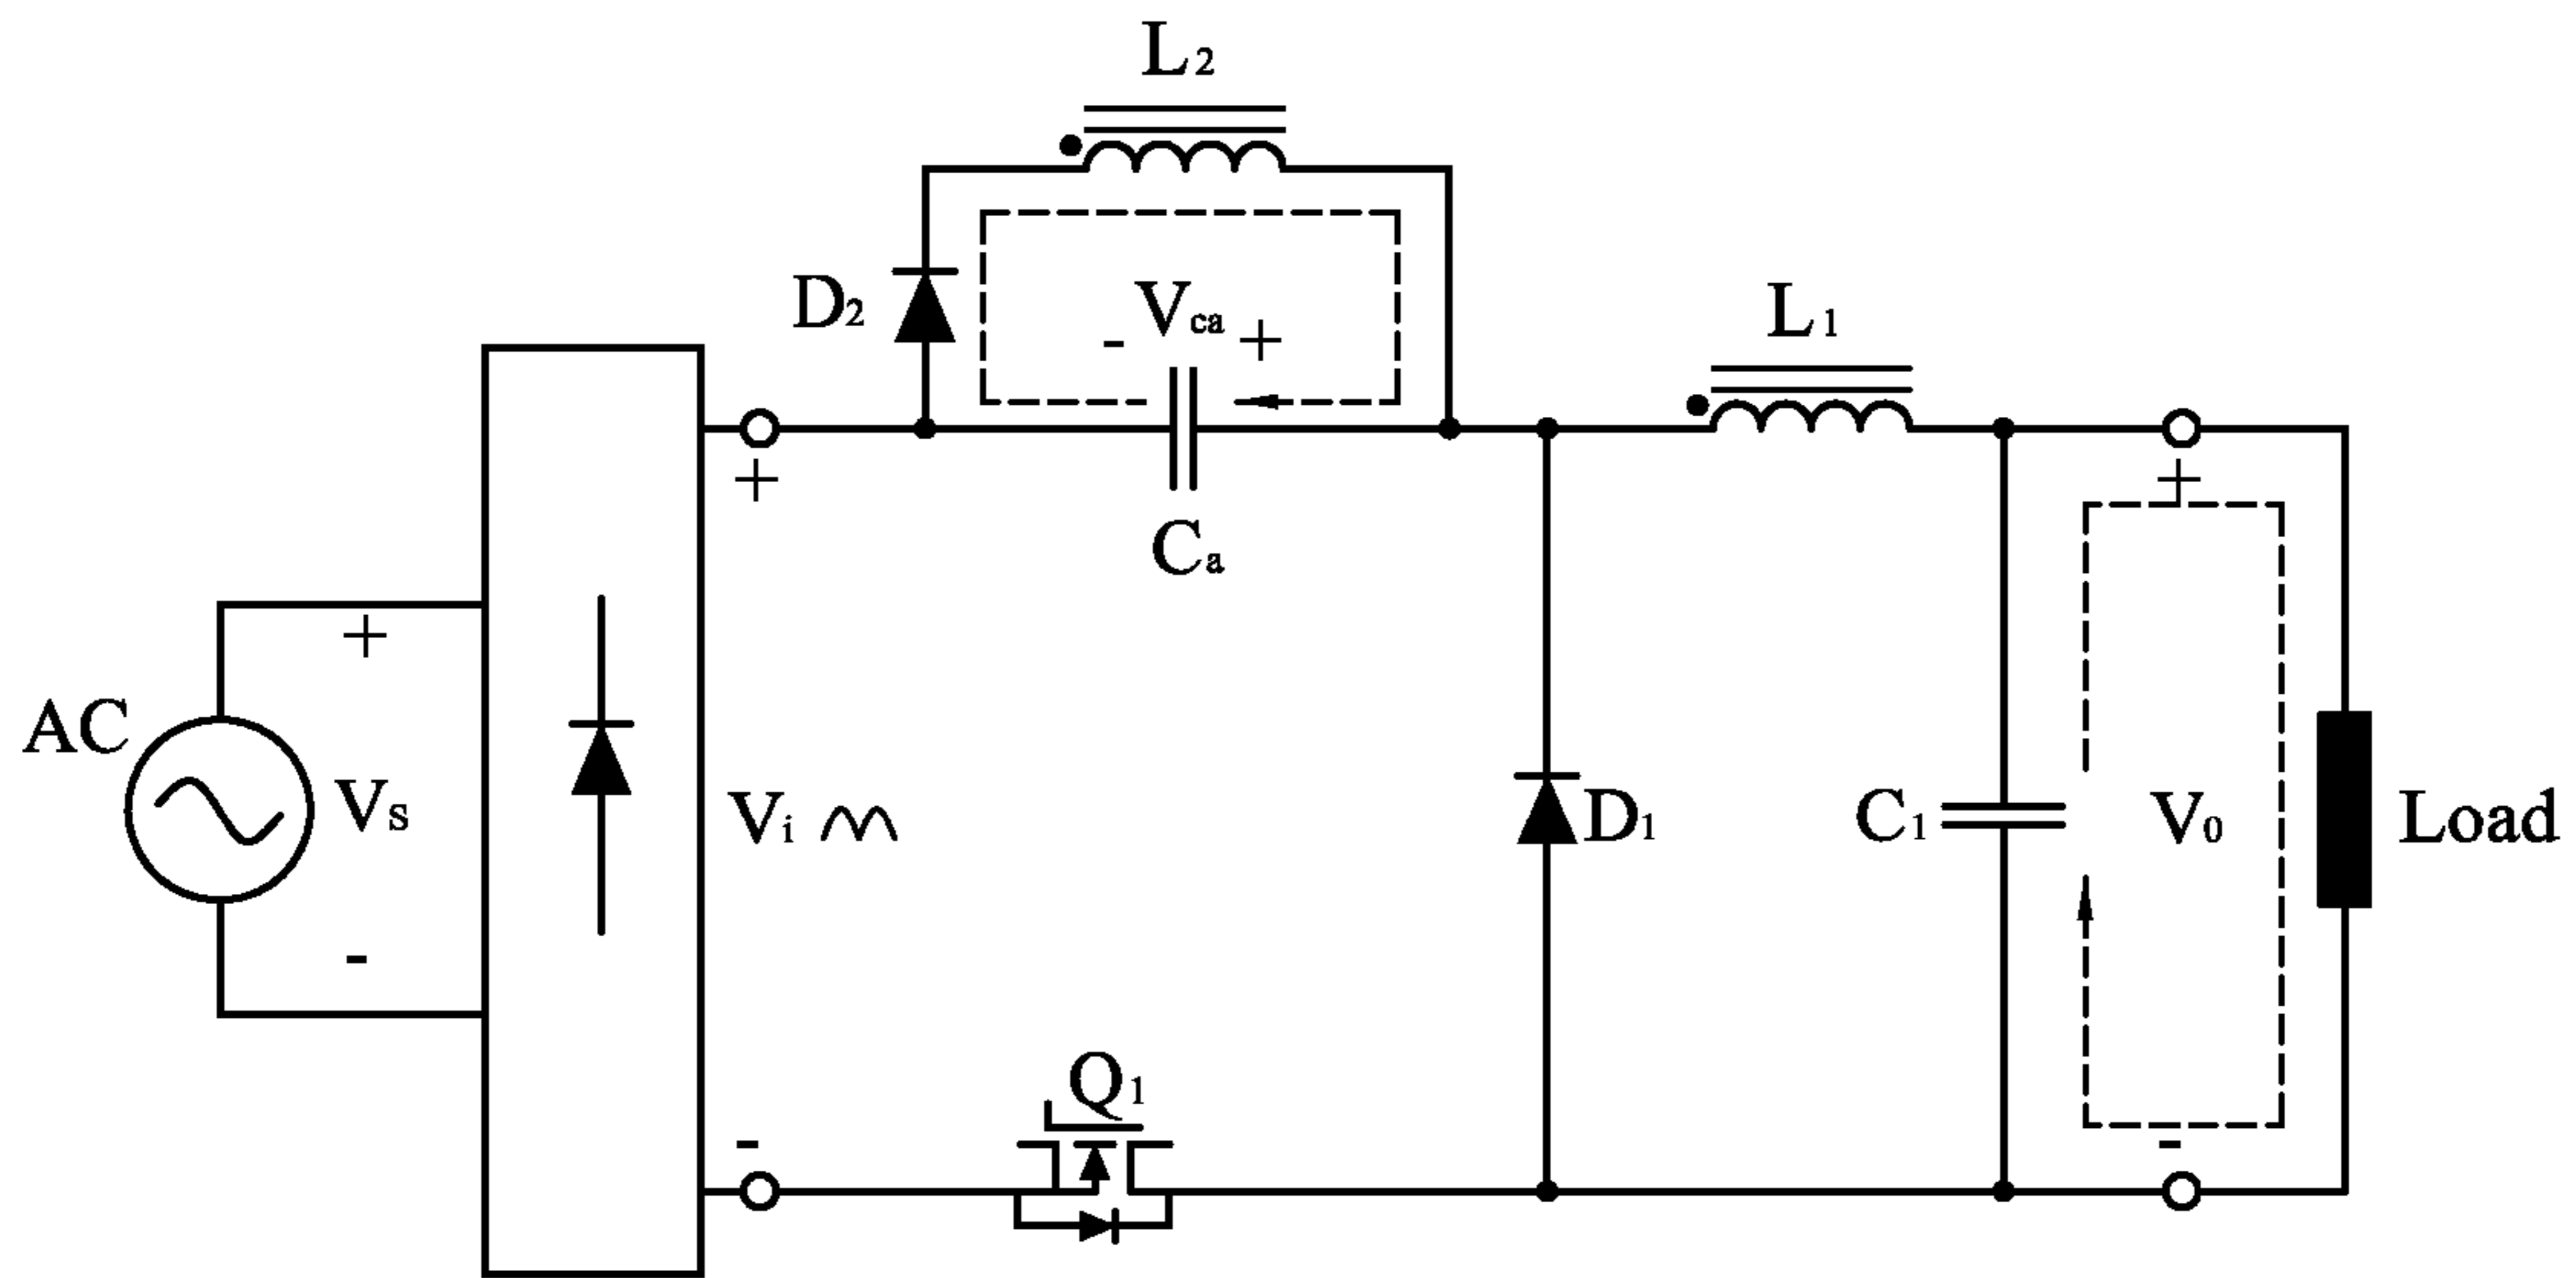 L2
D2
- Vca +
L1
Ca
+
+
+
AC
Vs
Vi
D1
C1
V0
Load
-
Q1
-
-